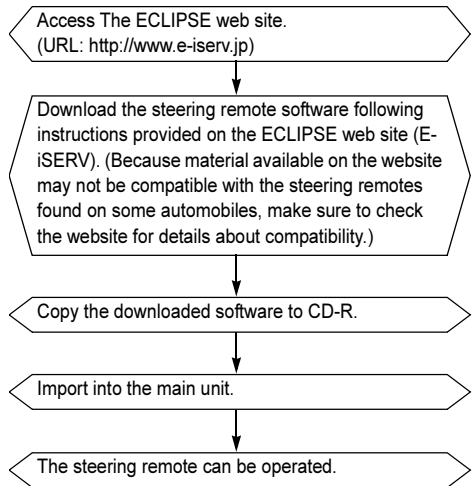 Access The ECLIPSE web site.
(URL: http://www.e-iserv.jp)
Download the steering remote software following
instructions provided on the ECLIPSE web site (E-
iSERV). (Because material available on the website
may not be compatible with the steering remotes
found on some automobiles, make sure to check
the website for details about compatibility.)
Copy the downloaded software to CD-R.
Import into the main unit.
The steering remote can be operated.